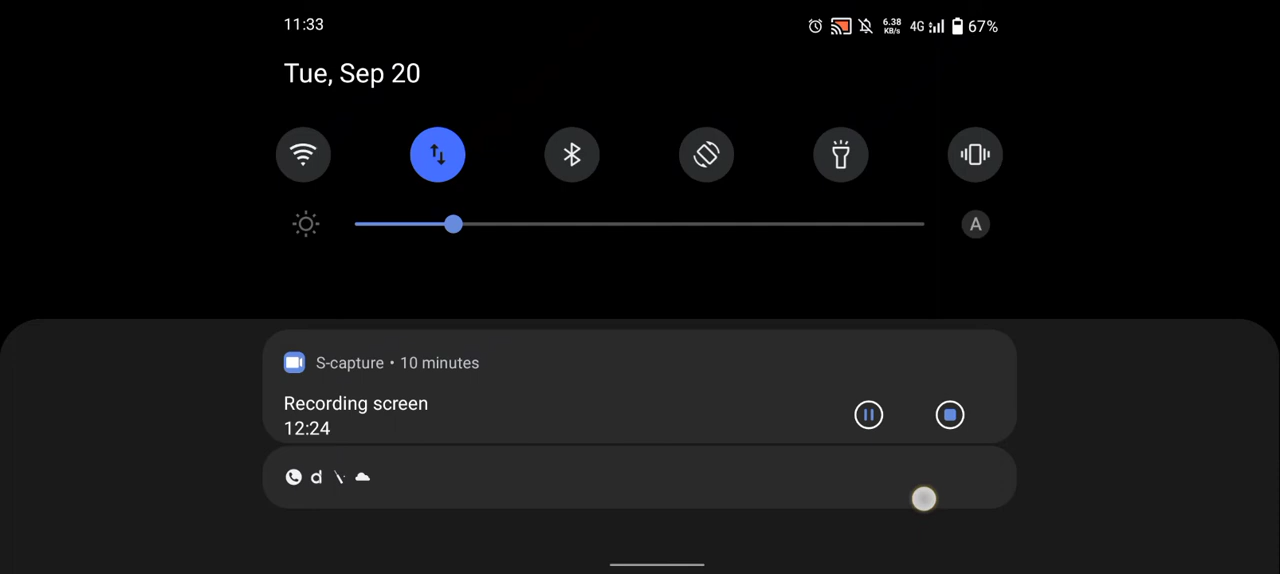 11:33
6.38
KB/s
4G
67%
Tue, Sep 20
A
S-capture • 10 minutes
Recording screen
12:24
d